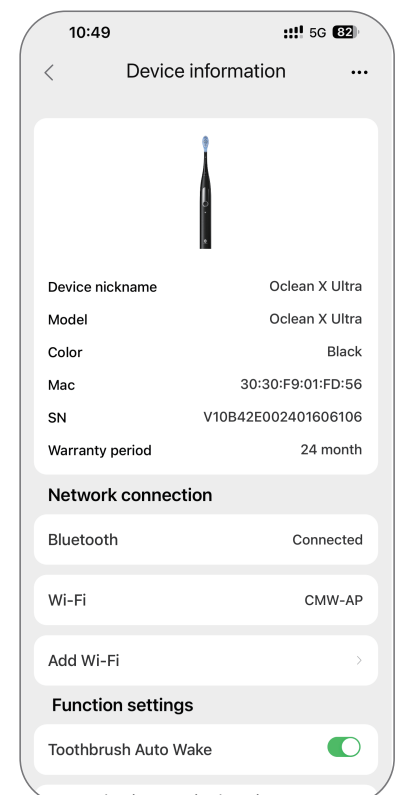 10:49 5G 82
Device information
Device nickname Oclean X Ultra
Model Oclean X Ultra
Color Black
Mac 30:30:F9:01:FD:56
SN V10B42E002401606106
Warranty period 24 month
Network connection
Bluetooth Connected
Wi-Fi CMW-AP
Add Wi-Fi
Function settings
Toothbrush Auto Wake